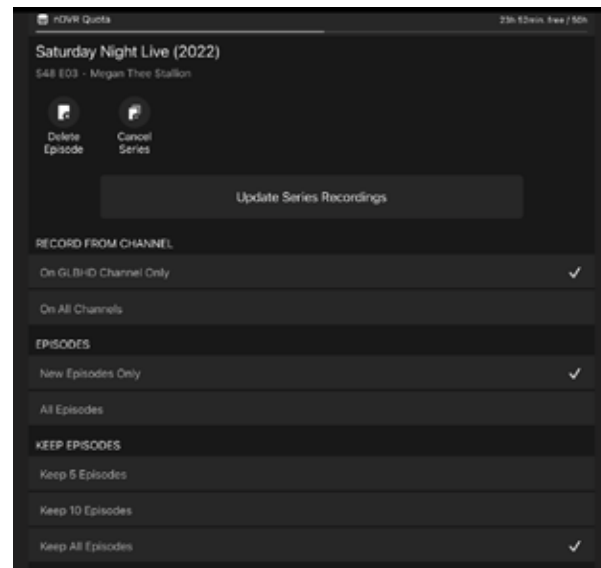 nDVR Quota
23h 52min. free / 50h
Saturday Night Live (2022)
S48 E03 - Megan Thee Stallion
Delete
Episode
Cancel
Series
Update Series Recordings
RECORD FROM CHANNEL
On GLBHD Channel Only
On All Channels
EPISODES
New Episodes Only
All Episodes
KEEP EPISODES
Keep 5 Episodes
Keep 10 Episodes
Keep All Episodes